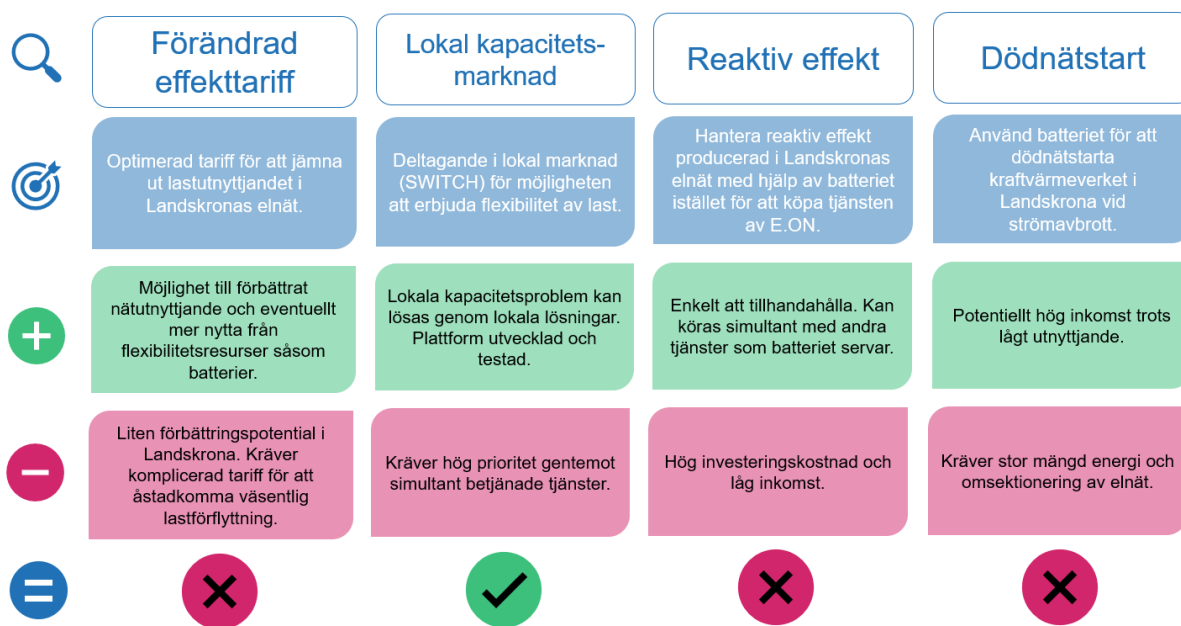 Förändrad
effekttariff
Lokal kapacitets-
marknad
Reaktiv effekt
Dödnätstart
Optimerad tariff för att jämna
ut lastutnyttjandet i
Landskronas elnät.
Deltagande i lokal marknad
(SWITCH) för möjligheten
att erbjuda flexibilitet av last.
Hantera reaktiv effekt
producerad i Landskronas
elnät med hjälp av batteriet
istället för att köpa tjänsten
av E.ON.
Använd batteriet för att
dödnätstarta
kraftvärmeverket i
Landskrona vid
strömavbrott.
Möjlighet till förbättrat
nätutnyttjande och eventuellt
mer nytta från
flexibilitetsresurser såsom
batterier.
Lokala kapacitetsproblem kan
lösas genom lokala lösningar.
Plattform utvecklad och
testad.
Enkelt att tillhandahålla. Kan
köras simultant med andra
tjänster som batteriet servar.
Potentiellt hög inkomst trots
lågt utnyttjande.
Liten förbättringspotential i
Landskrona. Kräver
komplicerad tariff för att
åstadkomma väsentlig
lastförflyttning.
Kräver hög prioritet gentemot
simultant betjänade tjänster.
Hög investeringskostnad och
låg inkomst.
Kräver stor mängd energi och
omsektionering av elnät.